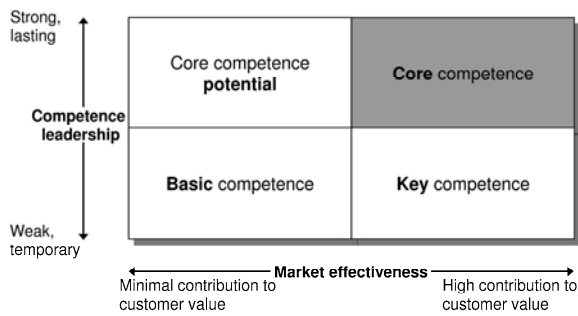 Strong,
lasting
Core competence
potential
Core competence
Competence
leadership
Basic competence
Key competence
Weak,
temporary
Market effectiveness
Minimal contribution to
customer value
High contribution to
customer value